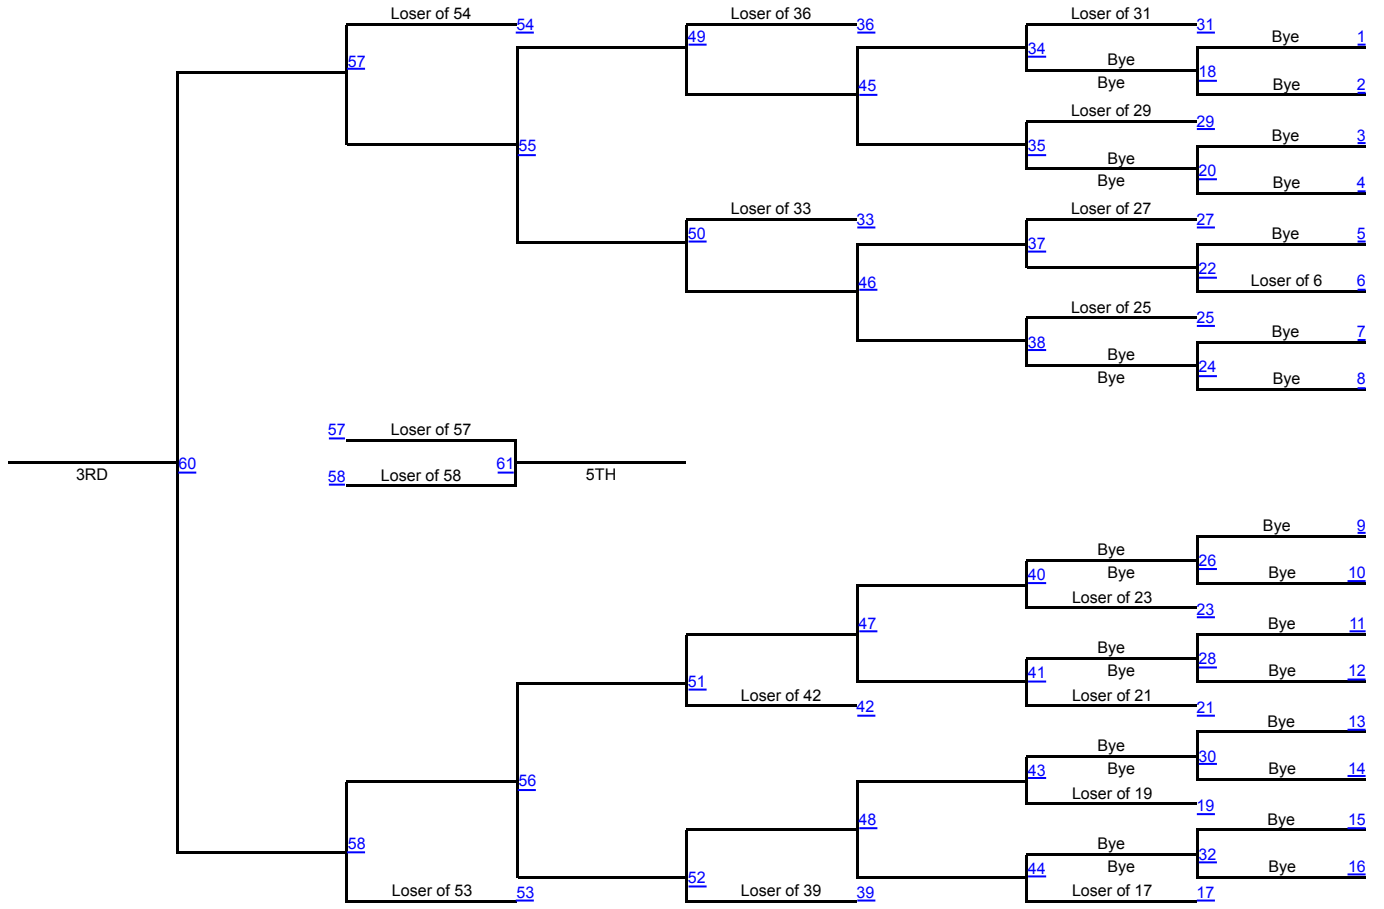 Loser of 54 54 Loser of 36 36 Loser of 31 31
Bye 1
49
34
57
Bye
18
Bye
Bye 2
45
Loser of 29 29
Bye 3
55
35
Bye
20
Bye
Bye 4
Loser of 33 33 Loser of 27 27
50
Bye 5
37
22
46
Loser of 6 6
Loser of 25 25
Bye 7
38
Bye
24
Bye
Bye 8
57 Loser of 57
3RD
60
58 Loser of 58
61
5TH
Bye 9
Bye
26
40
Bye
Bye 10
Loser of 23 23
47
Bye 11
Bye
28
51
41
Bye
Bye 12
Loser of 42 42
Loser of 21 21
Bye 13
Bye
30
56
43
Bye
Bye 14
Loser of 19 19
48
Bye 15
58
Bye
32
52
44
Bye
Bye 16
Loser of 53 53 Loser of 39 39 Loser of 17 17